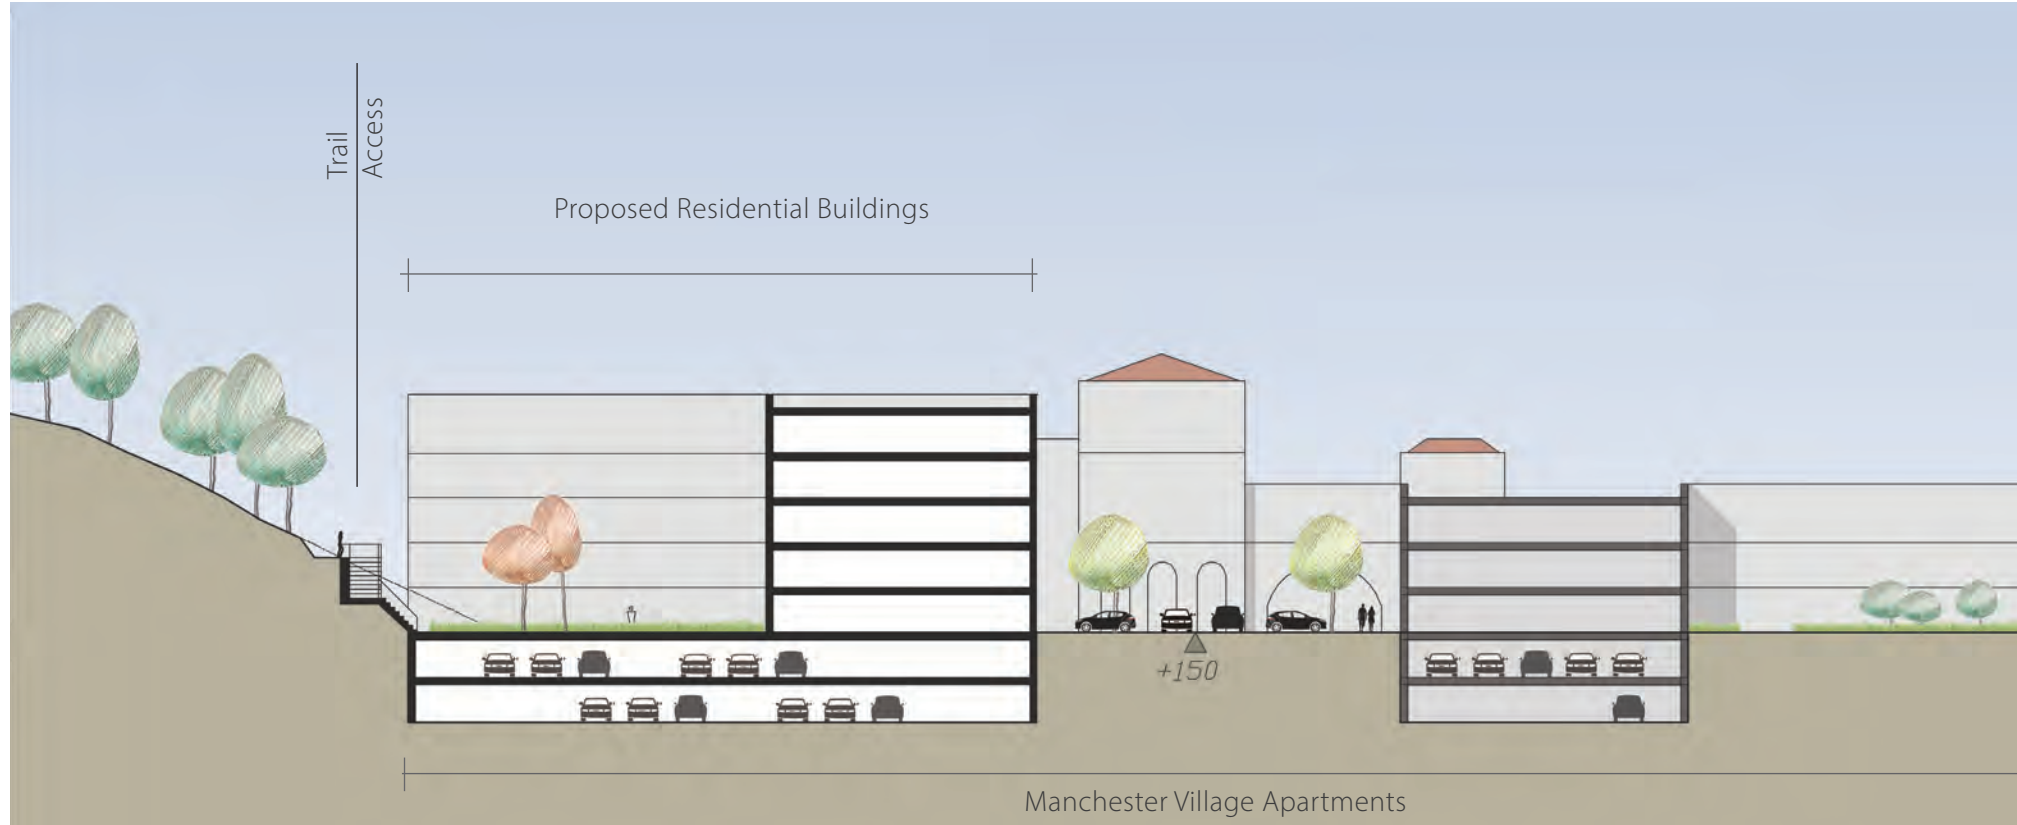 Trail
Access
Proposed Residential Buildings
+150
Manchester Village Apartments